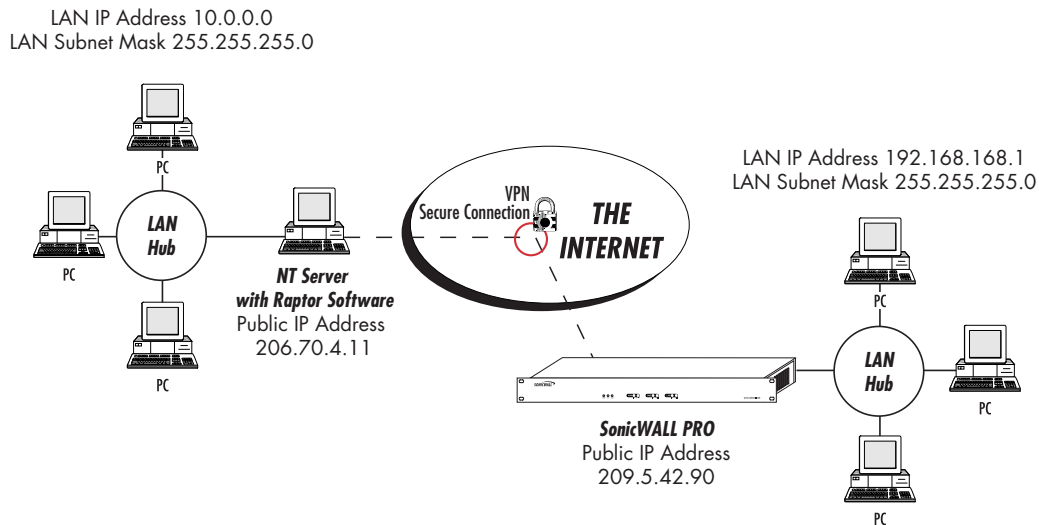 LAN IP Address 10.0.0.0
LAN Subnet Mask 255.255.255.0
PC
PC
LAN
Hub
PC
NT Server
with Raptor Software
Public IP Address
206.70.4.11
VPN
Secure Connection
THE
INTERNET
LAN IP Address 192.168.168.1
LAN Subnet Mask 255.255.255.0
PC
LAN
Hub
PC
PC
SonicWALL PRO
Public IP Address
209.5.42.90